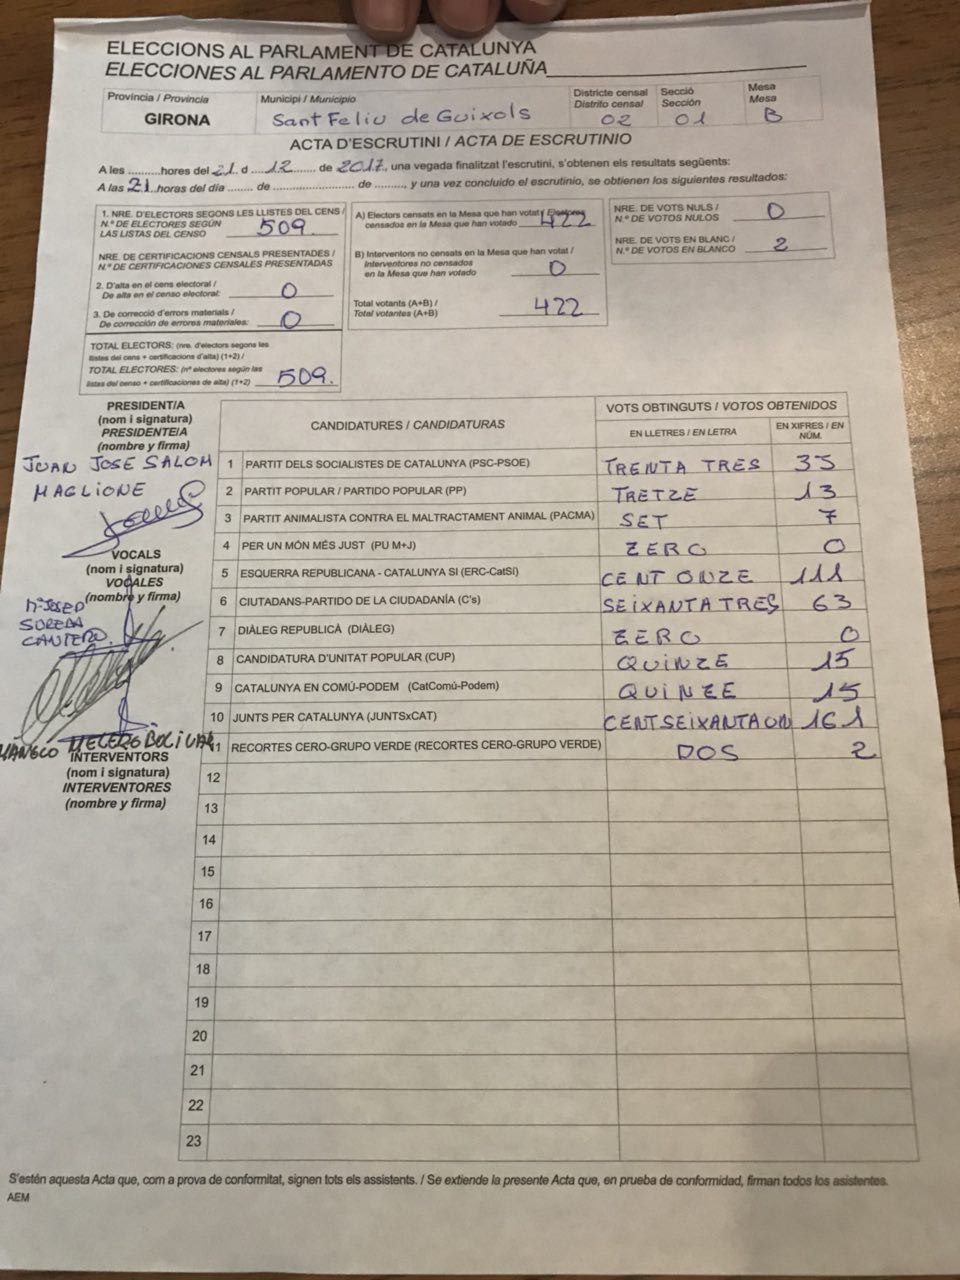 ELECCIONS AL PARLAMENT DE CATALUNYA
ELECCIONES AL PARLAMENTO DE CATALUÑA
Província / Provincia
GIRONA
Municipi / Municipio
Sant Feliu de Guíxols
Districte censal
Distrito censal
02
Secció
Sección
01
Mesa
Mesa
B
ACTA D'ESCRUTINI / ACTA DE ESCRUTINIO
A les ..........hores del 21 d ....12..... de 2017, una vegada finalitzat l'escrutini, s'obtenen els resultats següents:
A las 21 horas del día ....... de ........................ de ........, y una vez concluido el escrutinio, se obtienen los siguientes resultados:
1. NRE. D'ELECTORS SEGONS LES LLISTES DEL CENS /
N.º DE ELECTORES SEGÚN
LAS LISTAS DEL CENSO 509.
NRE. DE CERTIFICACIONS CENSALS PRESENTADES /
N.º DE CERTIFICACIONES CENSALES PRESENTADAS
2. D'alta en el cens electoral /
De alta en el censo electoral: 0
3. De correcció d'errors materials /
De corrección de errores materiales: 0
TOTAL ELECTORS: (nre. d'electors segons les
llistes del cens + certificacions d'alta) (1+2) /
TOTAL ELECTORES: (nº electores según las
listas del censo + certificaciones de alta) (1+2) 509.
A) Electors censats en la Mesa que han votat / Electores
censados en la Mesa que han votado 422
B) Interventors no censats en la Mesa que han votat /
Interventores no censados
en la Mesa que han votado 0
Total votants (A+B) /
Total votantes (A+B) 422
NRE. DE VOTS NULS /
N.º DE VOTOS NULOS 0
NRE. DE VOTS EN BLANC /
N.º DE VOTOS EN BLANCO 2
PRESIDENT/A
(nom i signatura)
PRESIDENTE/A
(nombre y firma)
JUAN JOSE SALOM
MAGLIONE
VOCALS
(nom i signatura)
VOCALES
(nombre y firma)
Mª JOSEP
SUREDA
CANTERO.
BOLIVAR
INTERVENTORS
(nom i signatura)
INTERVENTORES
(nombre y firma)
CANDIDATURES / CANDIDATURAS
VOTS OBTINGUTS / VOTOS OBTENIDOS
EN LLETRES / EN LETRA
EN XIFRES / EN NÚM.
1 PARTIT DELS SOCIALISTES DE CATALUNYA (PSC-PSOE) TRENTA TRES 33
2 PARTIT POPULAR / PARTIDO POPULAR (PP) TRETZE 13
3 PARTIT ANIMALISTA CONTRA EL MALTRACTAMENT ANIMAL (PACMA) SET 7
4 PER UN MÓN MÉS JUST (PU M+J) ZERO 0
5 ESQUERRA REPUBLICANA - CATALUNYA SI (ERC-CatSí) CENT ONZE 111
6 CIUTADANS-PARTIDO DE LA CIUDADANÍA (C's) SEIXANTA TRES 63
7 DIÀLEG REPUBLICÀ (DIÀLEG) ZERO 0
8 CANDIDATURA D'UNITAT POPULAR (CUP) QUINZE 15
9 CATALUNYA EN COMÚ-PODEM (CatComú-Podem) QUINZE 15
10 JUNTS PER CATALUNYA (JUNTSxCAT) CENTSEIXANTAUN 161
11 RECORTES CERO-GRUPO VERDE (RECORTES CERO-GRUPO VERDE) DOS 2
12
13
14
15
16
17
18
19
20
21
22
23
S'estén aquesta Acta que, com a prova de conformitat, signen tots els assistents. / Se extiende la presente Acta que, en prueba de conformidad, firman todos los asistentes.
AEM